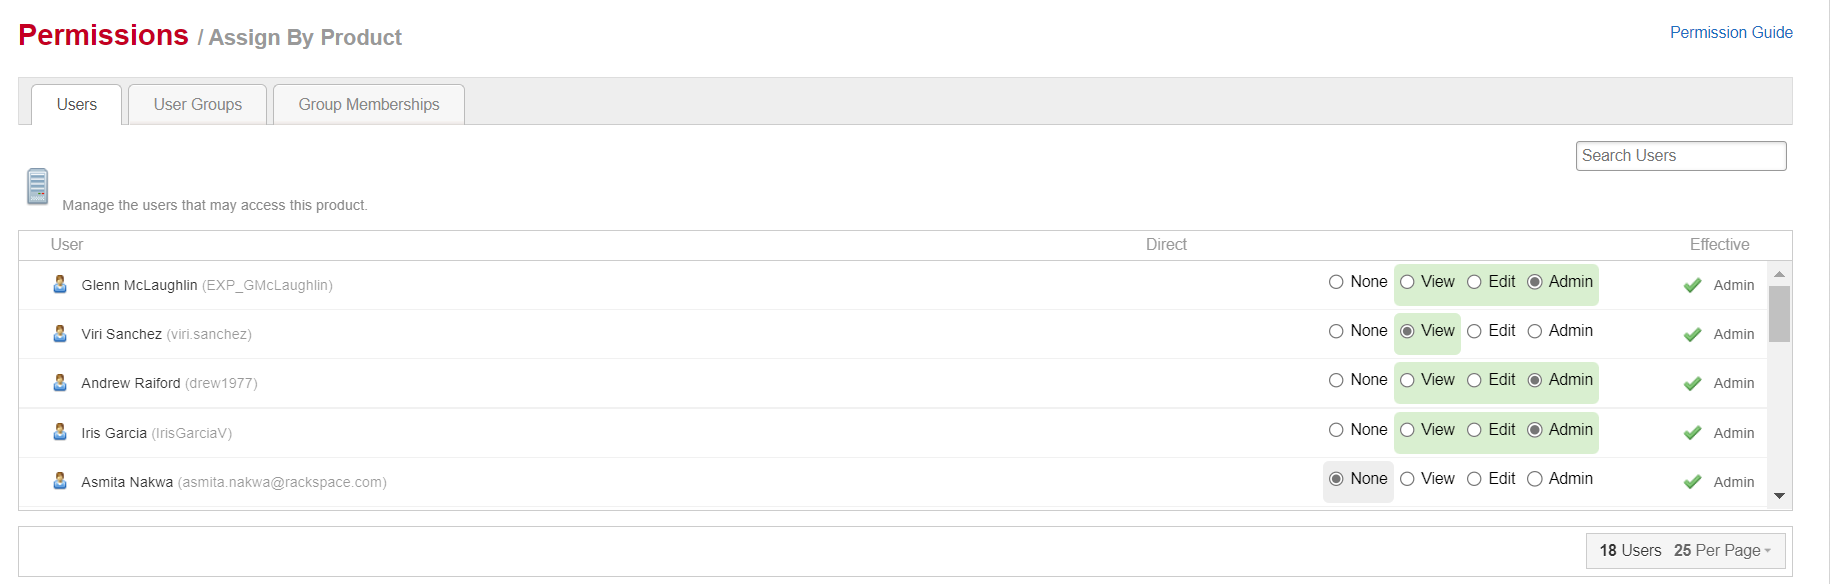 Permissions / Assign By Product
Permission Guide
Users User Groups Group Memberships
Search Users
Manage the users that may access this product.
User Direct Effective
Glenn McLaughlin (EXP_GMcLaughlin) None View Edit Admin Admin
Viri Sanchez (viri.sanchez) None View Edit Admin Admin
Andrew Raiford (drew1977) None View Edit Admin Admin
Iris Garcia (IrisGarciaV) None View Edit Admin Admin
Asmita Nakwa (asmita.nakwa@rackspace.com) None View Edit Admin Admin
18 Users 25 Per Page